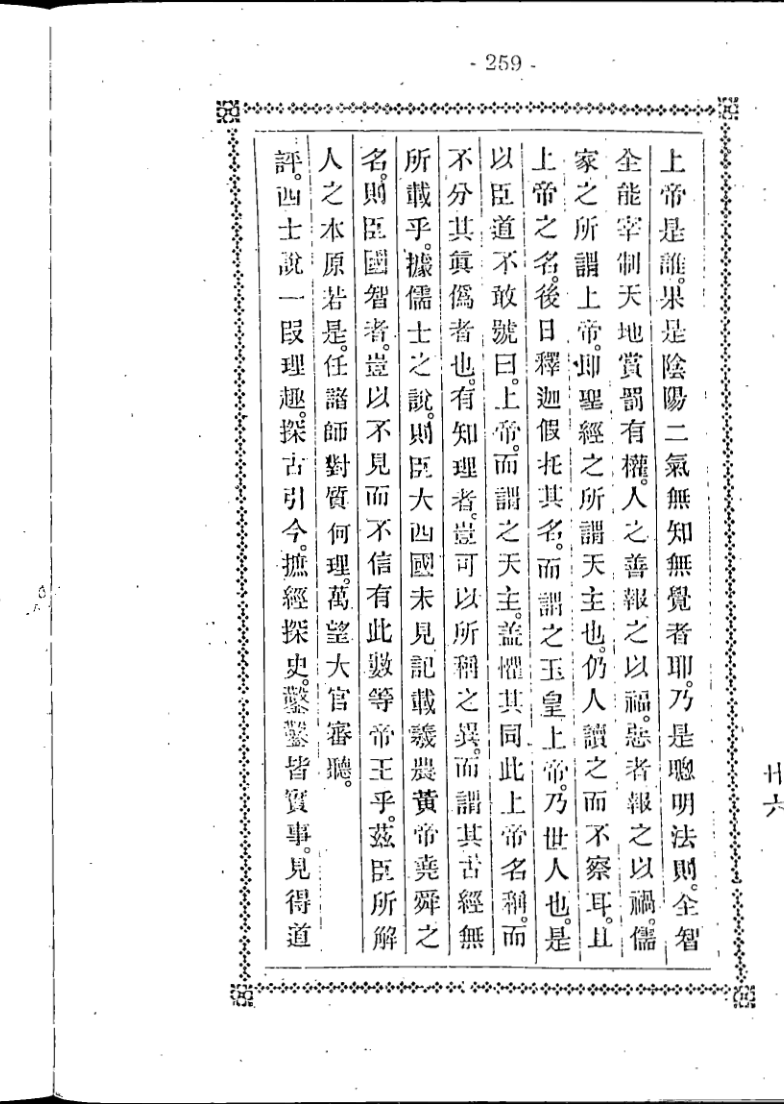 - 259 -
上帝是誰。果是陰陽二氣無知無覺者耶。乃是聰明法則。全智
全能宰制天地賞罰有權。人之善報之以福。惡者報之以禍。儒
家之所謂上帝。卽聖經之所謂天主也。仍人讀之而不察耳。且
上帝之名。後日釋迦假托其名。而謂之玉皇上帝。乃世人也。是
以臣道不敢號曰。上帝。而謂之天主。盖懼其同此上帝名稱。而
不分其眞僞者也。有知理者。豈可以所稱之異。而謂其古經無
所載乎。據儒士之說。則臣大西國未見記載羲農黃帝堯舜之
名。則臣國智者。豈以不見而不信有此數等帝王乎。茲臣所解
人之本原若是。任諸師對質何理。萬望大官審聽。
評。西士說一段理趣。探古引今。摭經探史。鑿鑿皆實事。見得道
廿六